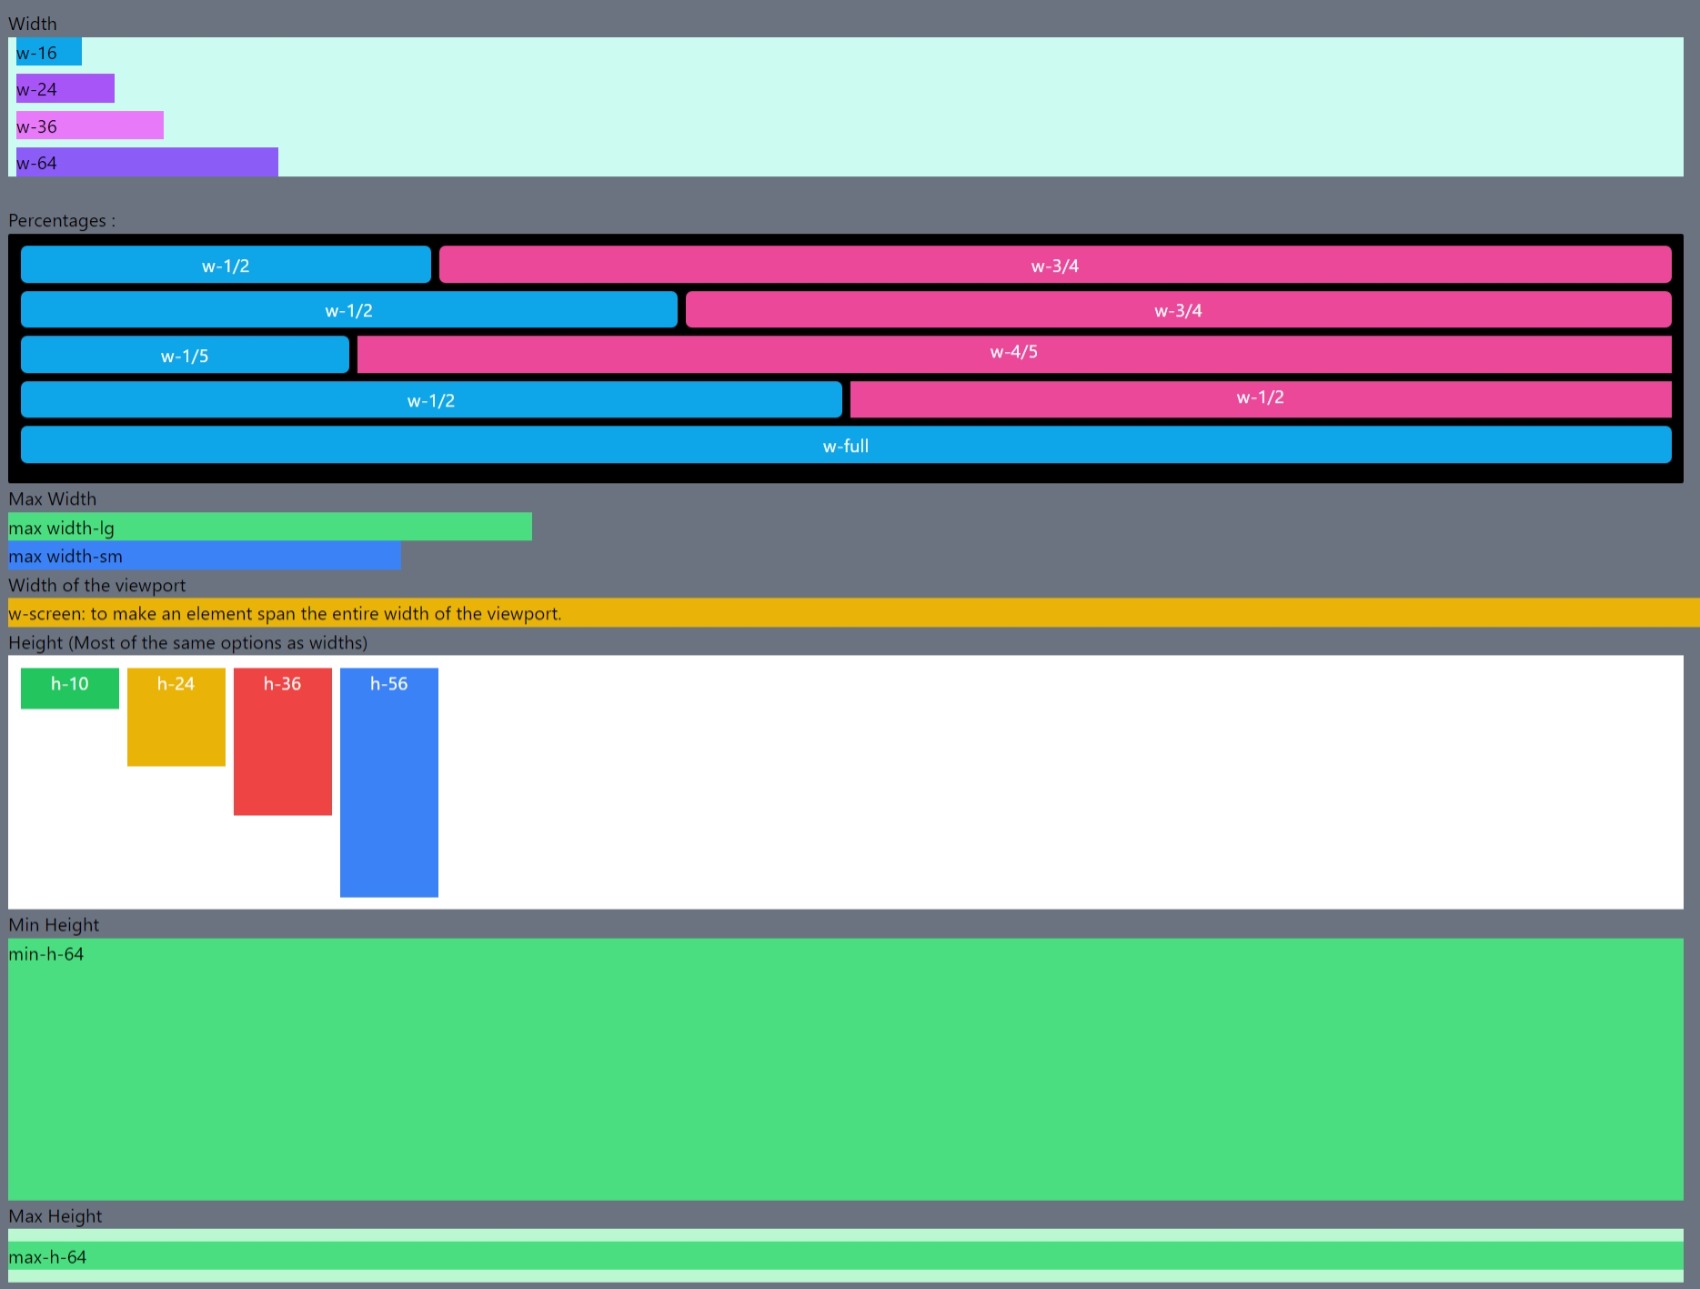 Width
w-16
w-24
w-36
w-64
Percentages :
w-1/2 w-3/4
w-1/2 w-3/4
w-1/5 w-4/5
w-1/2 w-1/2
w-full
Max Width
max width-lg
max width-sm
Width of the viewport
w-screen: to make an element span the entire width of the viewport.
Height (Most of the same options as widths)
h-10 h-24 h-36 h-56
Min Height
min-h-64
Max Height
max-h-64